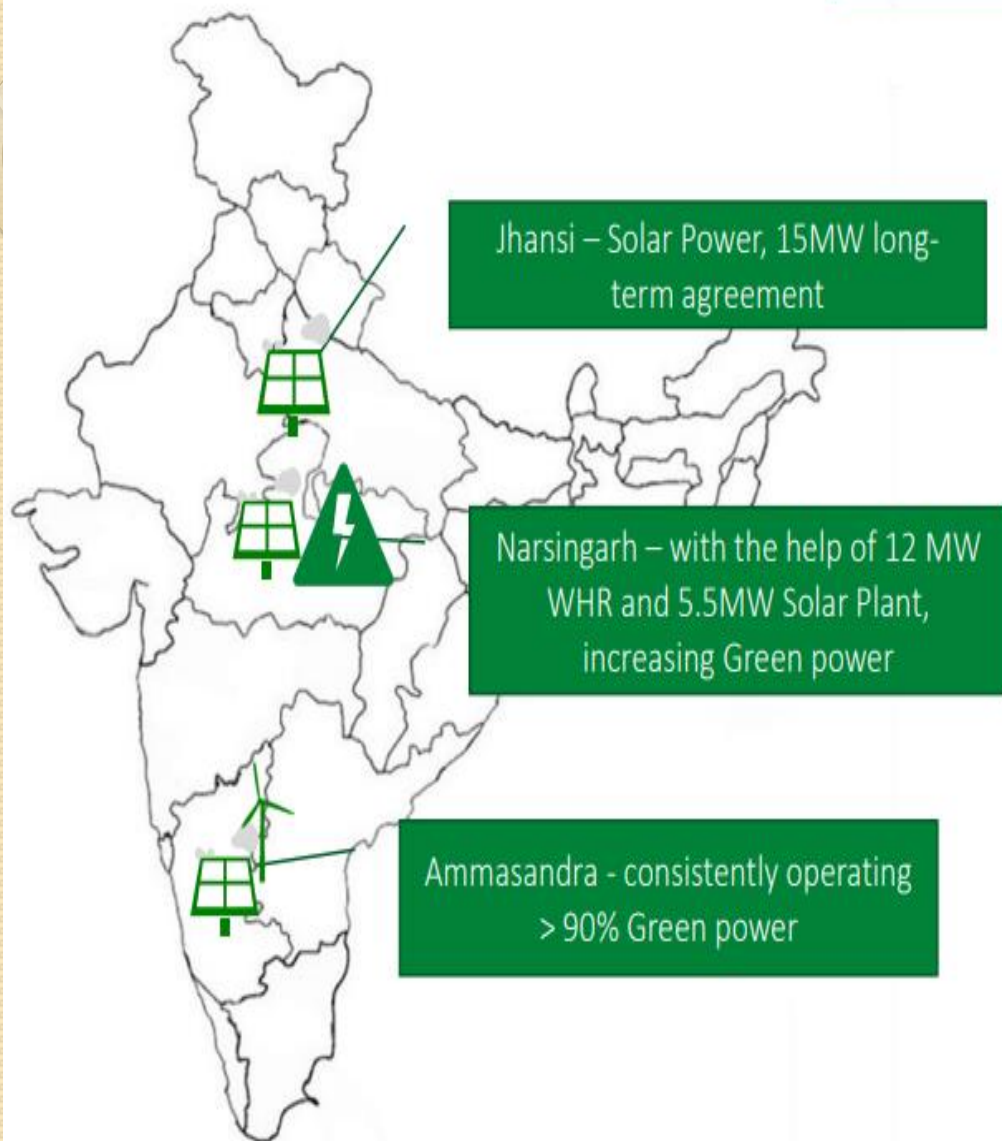 Jhansi – Solar Power, 15MW long-
term agreement
Narsingarh – with the help of 12 MW
WHR and 5.5MW Solar Plant,
increasing Green power
Ammasandra - consistently operating
> 90% Green power